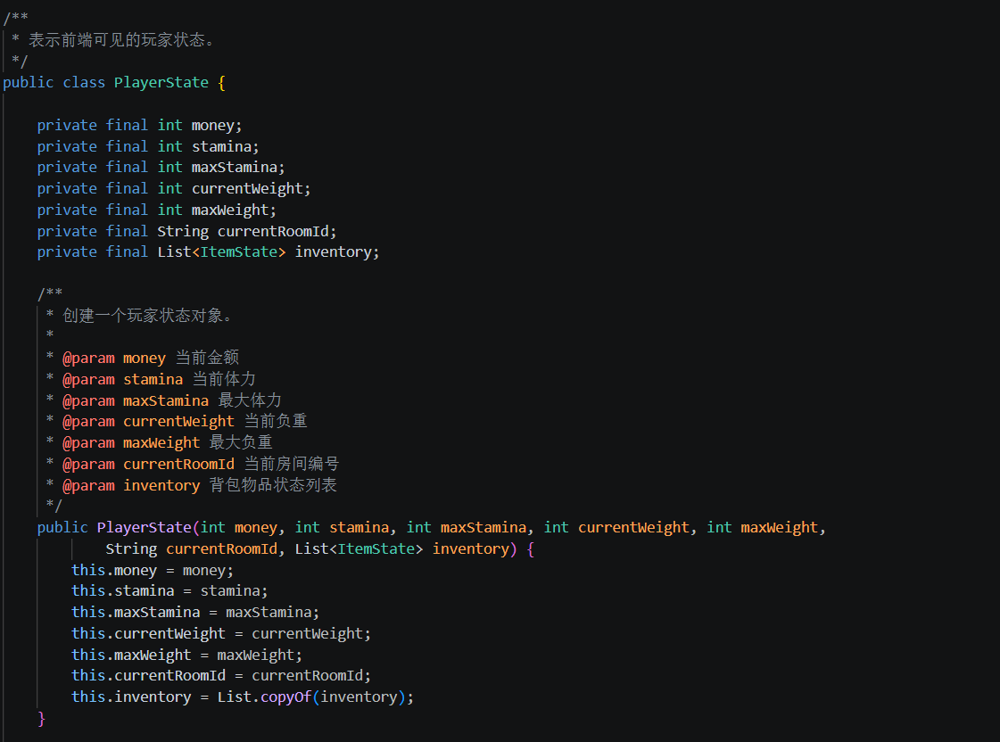 /**
 * 表示前端可见的玩家状态。
 */
public class PlayerState {
    private final int money;
    private final int stamina;
    private final int maxStamina;
    private final int currentWeight;
    private final int maxWeight;
    private final String currentRoomId;
    private final List<ItemState> inventory;
    /**
     * 创建一个玩家状态对象。
     *
     * @param money 当前金额
     * @param stamina 当前体力
     * @param maxStamina 最大体力
     * @param currentWeight 当前负重
     * @param maxWeight 最大负重
     * @param currentRoomId 当前房间编号
     * @param inventory 背包物品状态列表
     */
    public PlayerState(int money, int stamina, int maxStamina, int currentWeight, int maxWeight,
            String currentRoomId, List<ItemState> inventory) {
        this.money = money;
        this.stamina = stamina;
        this.maxStamina = maxStamina;
        this.currentWeight = currentWeight;
        this.maxWeight = maxWeight;
        this.currentRoomId = currentRoomId;
        this.inventory = List.copyOf(inventory);
    }